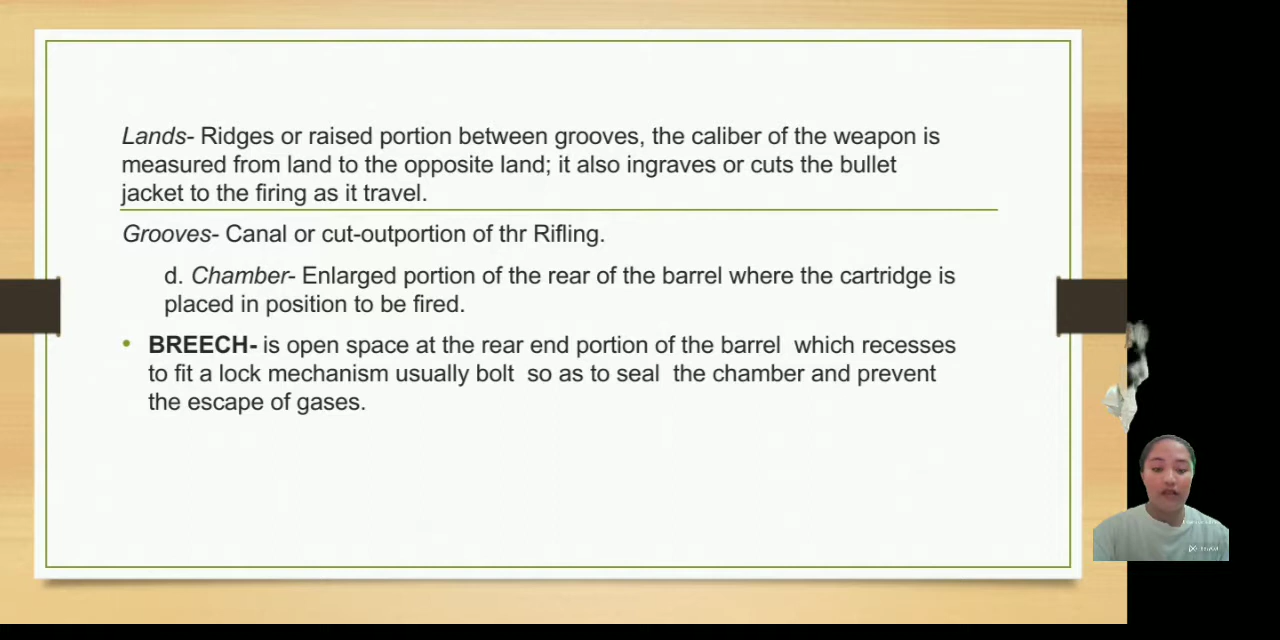 Lands- Ridges or raised portion between grooves, the caliber of the weapon is
measured from land to the opposite land; it also ingraves or cuts the bullet
jacket to the firing as it travel.
Grooves- Canal or cut-outportion of thr Rifling.
d. Chamber- Enlarged portion of the rear of the barrel where the cartridge is
placed in position to be fired.
• BREECH- is open space at the rear end portion of the barrel which recesses
to fit a lock mechanism usually bolt so as to seal the chamber and prevent
the escape of gases.